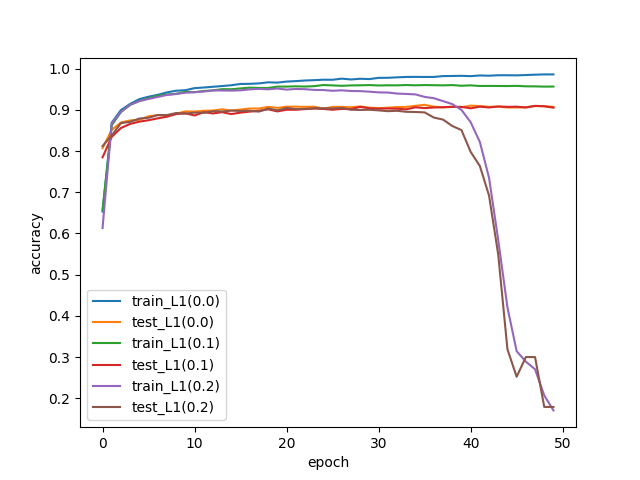 accuracy
1.0
0.9
0.8
0.7
0.6
0.5
0.4
0.3
0.2
train_L1(0.0)
test_L1(0.0)
train_L1(0.1)
test_L1(0.1)
train_L1(0.2)
test_L1(0.2)
0 10 20 30 40 50
epoch